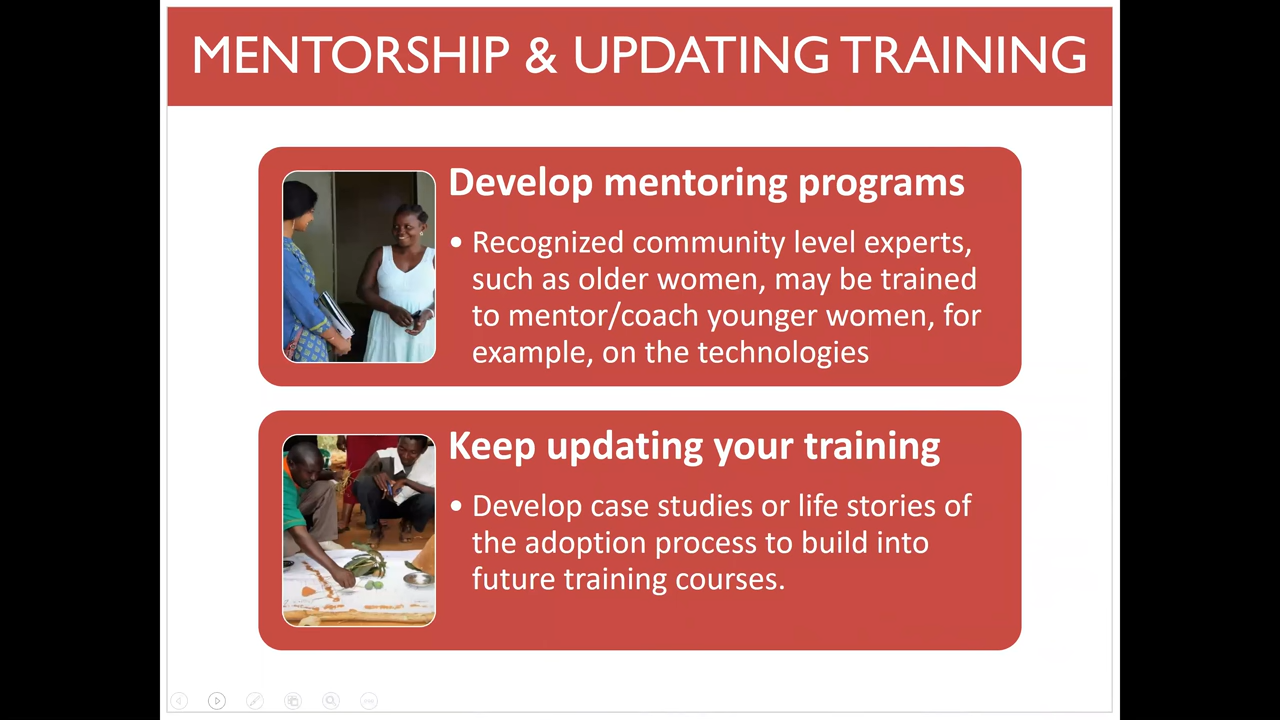 MENTORSHIP & UPDATING TRAINING
Develop mentoring programs
• Recognized community level experts,
such as older women, may be trained
to mentor/coach younger women, for
example, on the technologies
Keep updating your training
• Develop case studies or life stories of
the adoption process to build into
future training courses.